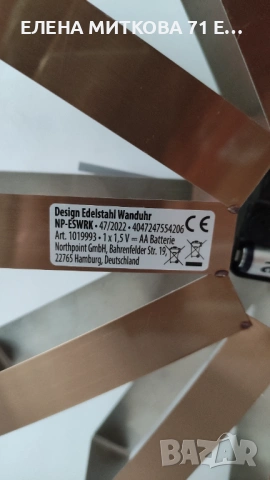 ЕЛЕНА МИТКОВА 71 Е...
Design Edelstahl Wanduhr
NP-ESWRK • 47/2022 • 4047247554206 CE
Art. 1019993 • 1 x 1,5 V = AA Batterie
Northpoint GmbH, Bahrenfelder Str. 19,
22765 Hamburg, Deutschland
BAZAR